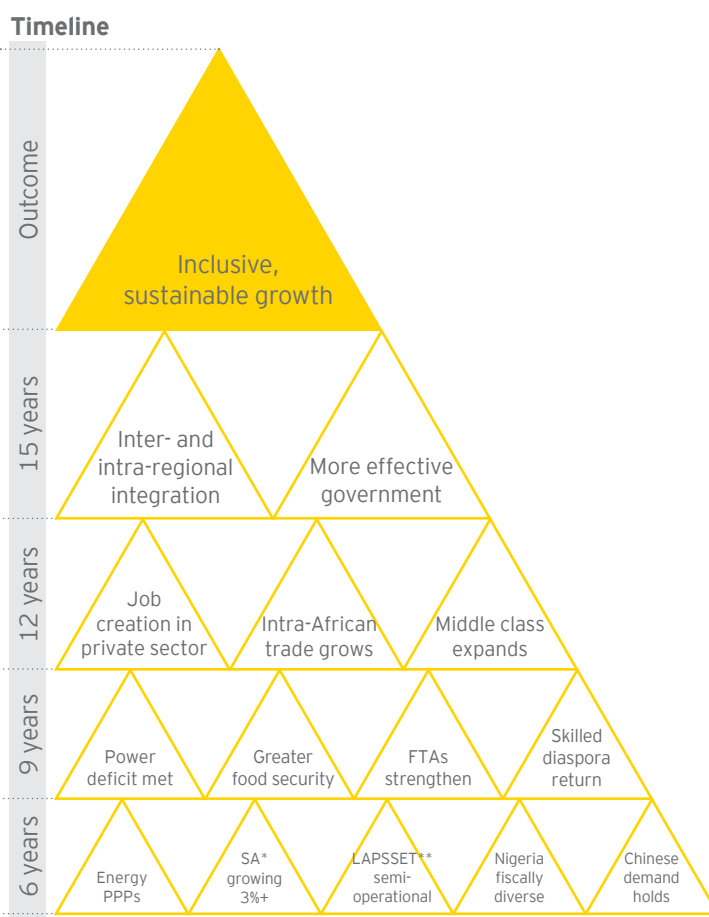 Timeline
Outcome
Inclusive,
sustainable growth
15 years
Inter- and
intra-regional
integration
More effective
government
12 years
Job
creation in
private sector
Intra-African
trade grows
Middle class
expands
9 years
Power
deficit met
Greater
food security
FTAs
strengthen
Skilled
diaspora
return
6 years
Energy
PPPs
SA*
growing
3%+
LAPSSET**
semi-
operational
Nigeria
fiscally
diverse
Chinese
demand
holds